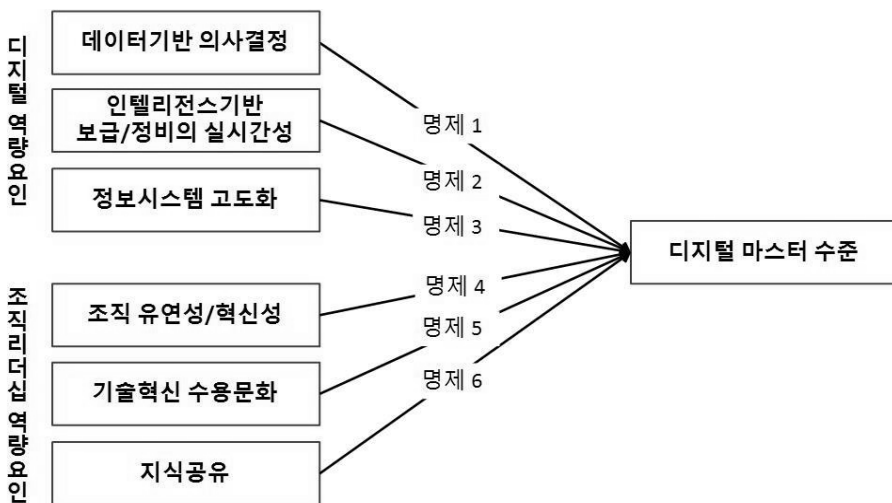 디지털 역량요인
데이터기반 의사결정
인텔리전스기반
보급/정비의 실시간성
정보시스템 고도화
조직리더십 역량요인
조직 유연성/혁신성
기술혁신 수용문화
지식공유
명제 1
명제 2
명제 3
명제 4
명제 5
명제 6
디지털 마스터 수준